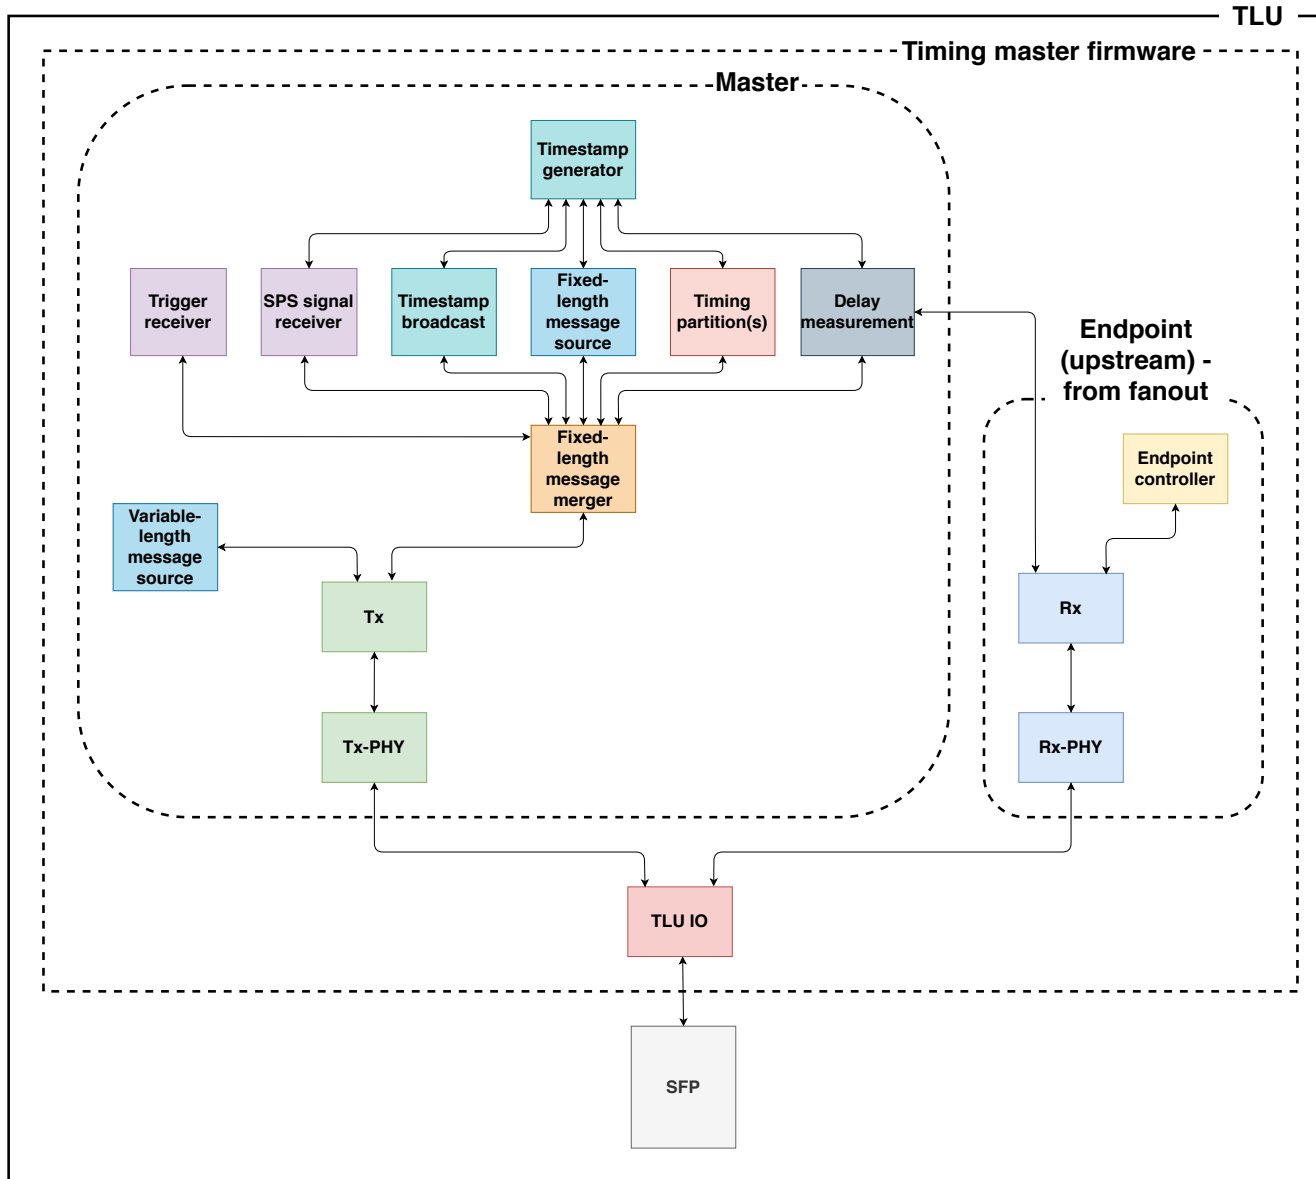 TLU
Timing master firmware
Master
Timestamp
generator
Trigger
receiver
SPS signal
receiver
Timestamp
broadcast
Fixed-
length
message
source
Timing
partition(s)
Delay
measurement
Endpoint
(upstream) -
from fanout
Fixed-
length
message
merger
Endpoint
controller
Variable-
length
message
source
Tx
Rx
Tx-PHY
Rx-PHY
TLU IO
SFP